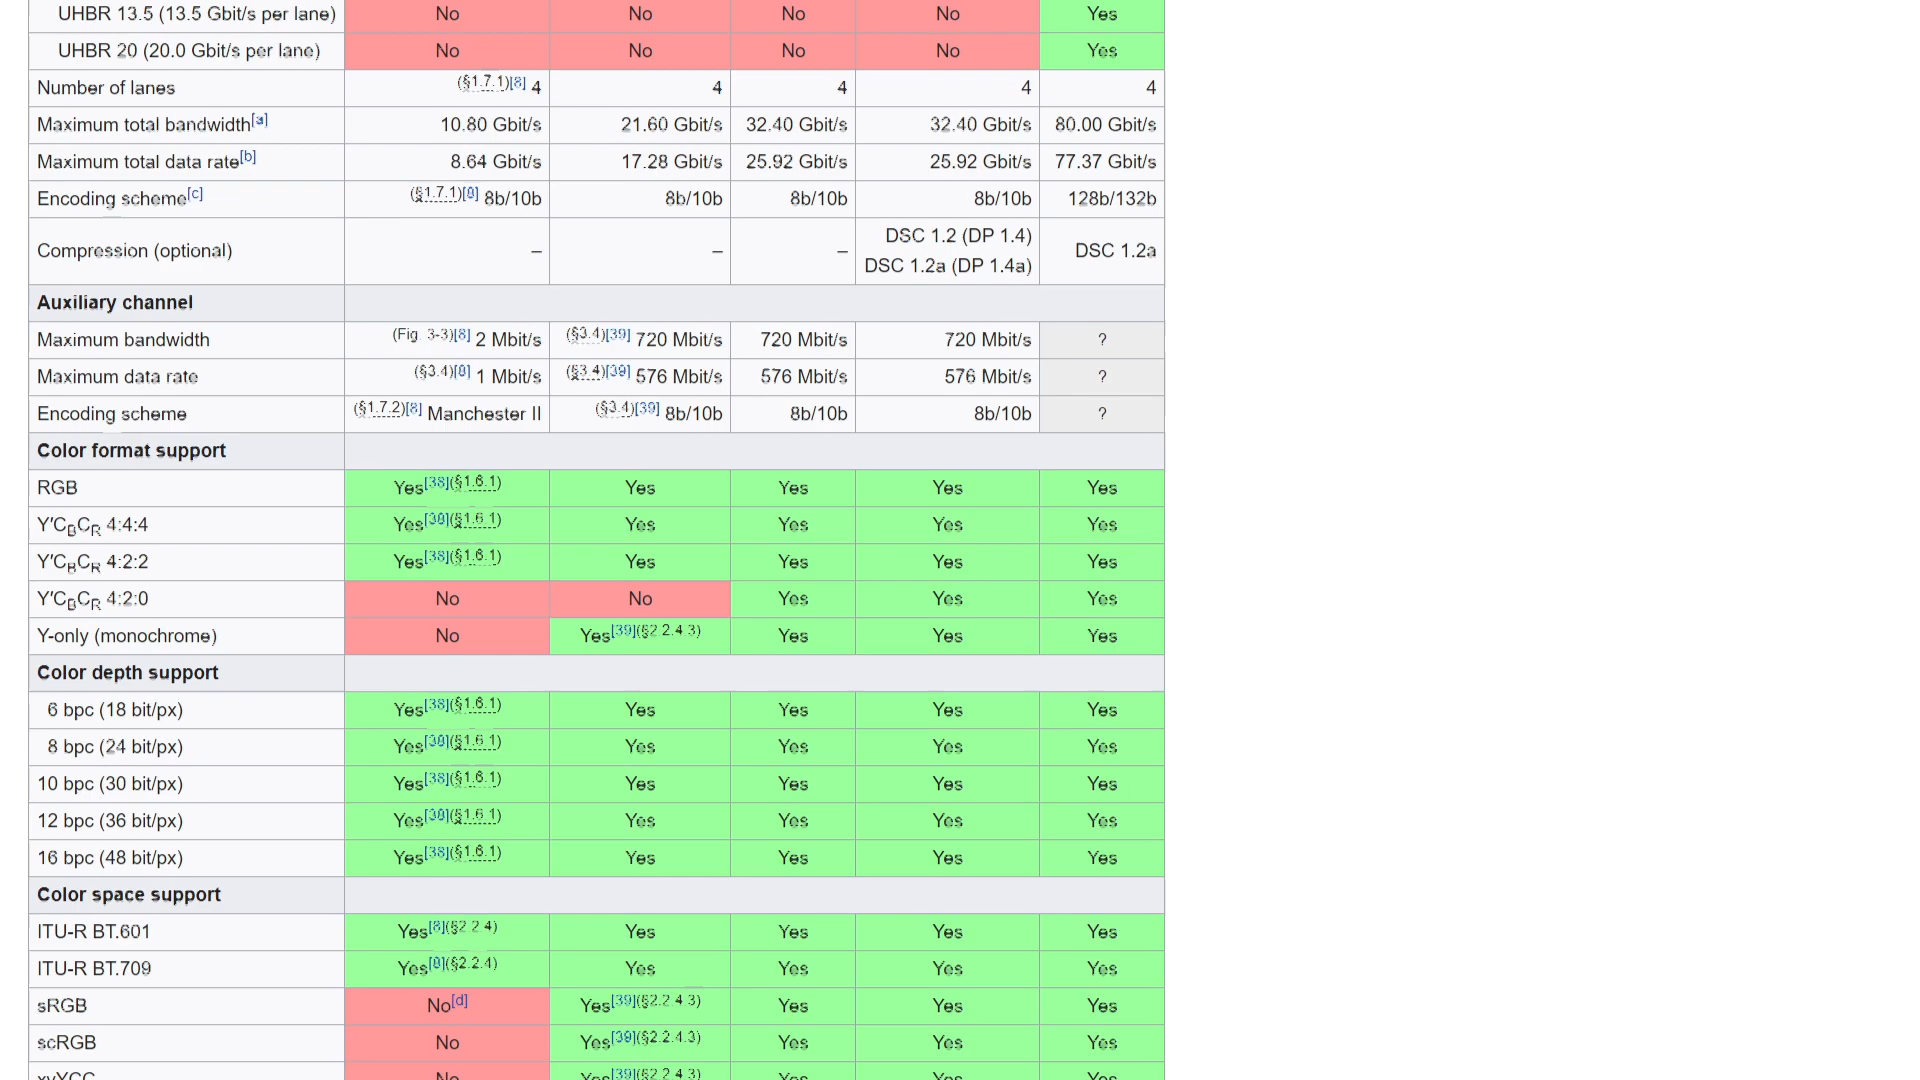 UHBR 13.5 (13.5 Gbit/s per lane) No No No No Yes
UHBR 20 (20.0 Gbit/s per lane) No No No No Yes
Number of lanes (§1.7.1)[8] 4 4 4 4 4
Maximum total bandwidth[a] 10.80 Gbit/s 21.60 Gbit/s 32.40 Gbit/s 32.40 Gbit/s 80.00 Gbit/s
Maximum total data rate[b] 8.64 Gbit/s 17.28 Gbit/s 25.92 Gbit/s 25.92 Gbit/s 77.37 Gbit/s
Encoding scheme[c] (§1.7.1)[8] 8b/10b 8b/10b 8b/10b 8b/10b 128b/132b
Compression (optional) – – – DSC 1.2 (DP 1.4) DSC 1.2a
DSC 1.2a (DP 1.4a)
Auxiliary channel
Maximum bandwidth (Fig. 3-3)[8] 2 Mbit/s (§3.4)[39] 720 Mbit/s 720 Mbit/s 720 Mbit/s ?
Maximum data rate (§3.4)[8] 1 Mbit/s (§3.4)[39] 576 Mbit/s 576 Mbit/s 576 Mbit/s ?
Encoding scheme (§1.7.2)[8] Manchester II (§3.4)[39] 8b/10b 8b/10b 8b/10b ?
Color format support
RGB Yes[38](§1.6.1) Yes Yes Yes Yes
Y′CBCR 4:4:4 Yes[38](§1.6.1) Yes Yes Yes Yes
Y′CBCR 4:2:2 Yes[38](§1.6.1) Yes Yes Yes Yes
Y′CBCR 4:2:0 No No Yes Yes Yes
Y-only (monochrome) No Yes[39](§2.2.4.3) Yes Yes Yes
Color depth support
6 bpc (18 bit/px) Yes[38](§1.6.1) Yes Yes Yes Yes
8 bpc (24 bit/px) Yes[38](§1.6.1) Yes Yes Yes Yes
10 bpc (30 bit/px) Yes[38](§1.6.1) Yes Yes Yes Yes
12 bpc (36 bit/px) Yes[38](§1.6.1) Yes Yes Yes Yes
16 bpc (48 bit/px) Yes[38](§1.6.1) Yes Yes Yes Yes
Color space support
ITU-R BT.601 Yes[8](§2.2.4) Yes Yes Yes Yes
ITU-R BT.709 Yes[8](§2.2.4) Yes Yes Yes Yes
sRGB No[d] Yes[39](§2.2.4.3) Yes Yes Yes
scRGB No Yes[39](§2.2.4.3) Yes Yes Yes
xvYCC No Yes[39](§2.2.4.3) Yes Yes Yes